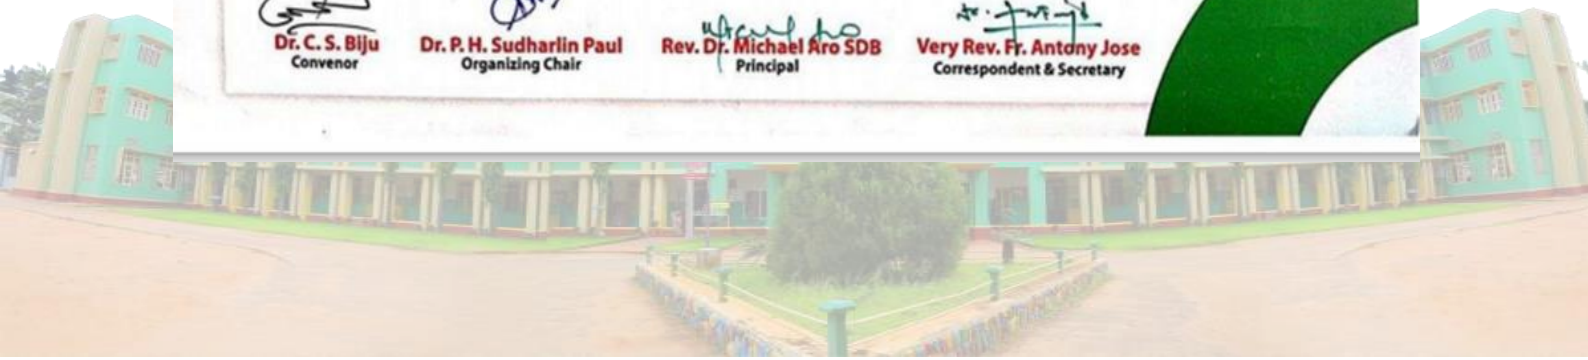 Dr. C. S. Biju Dr. P. H. Sudharlin Paul Rev. Dr. Michael Aro SDB Very Rev. Fr. Antony Jose
Convenor Organizing Chair Principal Correspondent & Secretary